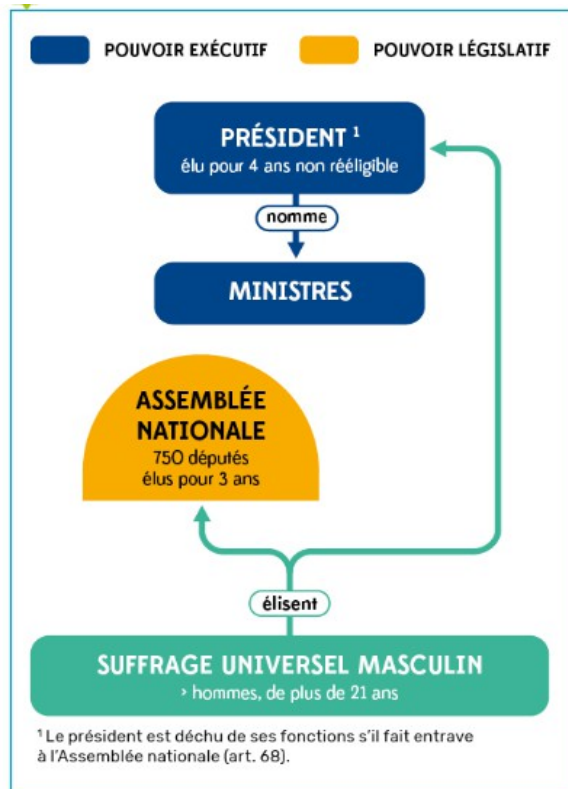 POUVOIR EXÉCUTIF
POUVOIR LÉGISLATIF
PRÉSIDENT ¹
élu pour 4 ans non rééligible
nomme
MINISTRES
ASSEMBLÉE
NATIONALE
750 députés
élus pour 3 ans
élisent
SUFFRAGE UNIVERSEL MASCULIN
> hommes, de plus de 21 ans
¹ Le président est déchu de ses fonctions s'il fait entrave
à l'Assemblée nationale (art. 68).